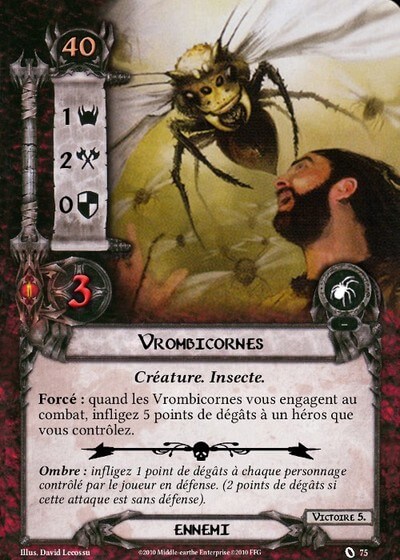 40
1
2
0
3
VROMBICORNES
Créature. Insecte.
Forcé : quand les Vrombicornes vous engagent au
combat, infligez 5 points de dégâts à un héros que
vous contrôlez.
Ombre : infligez 1 point de dégâts à chaque personnage
contrôlé par le joueur en défense. (2 points de dégâts si
cette attaque est sans défense).
VICTOIRE 5.
ENNEMI
Illus. David Lecossu
©2010 Middle-earth Enterprise ©2010 FFG
75